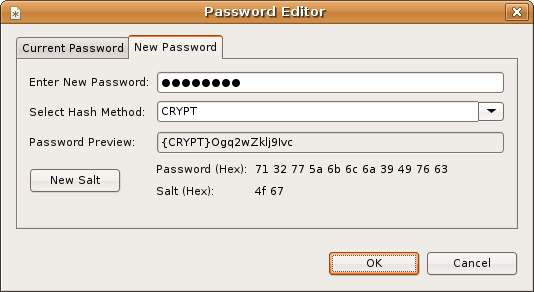 Password Editor
Current Password
New Password
Enter New Password: ●●●●●●●●
Select Hash Method: CRYPT
Password Preview: {CRYPT}Ogq2wZklj9Ivc
New Salt
Password (Hex): 71 32 77 5a 6b 6c 6a 39 49 76 63
Salt (Hex): 4f 67
OK
Cancel